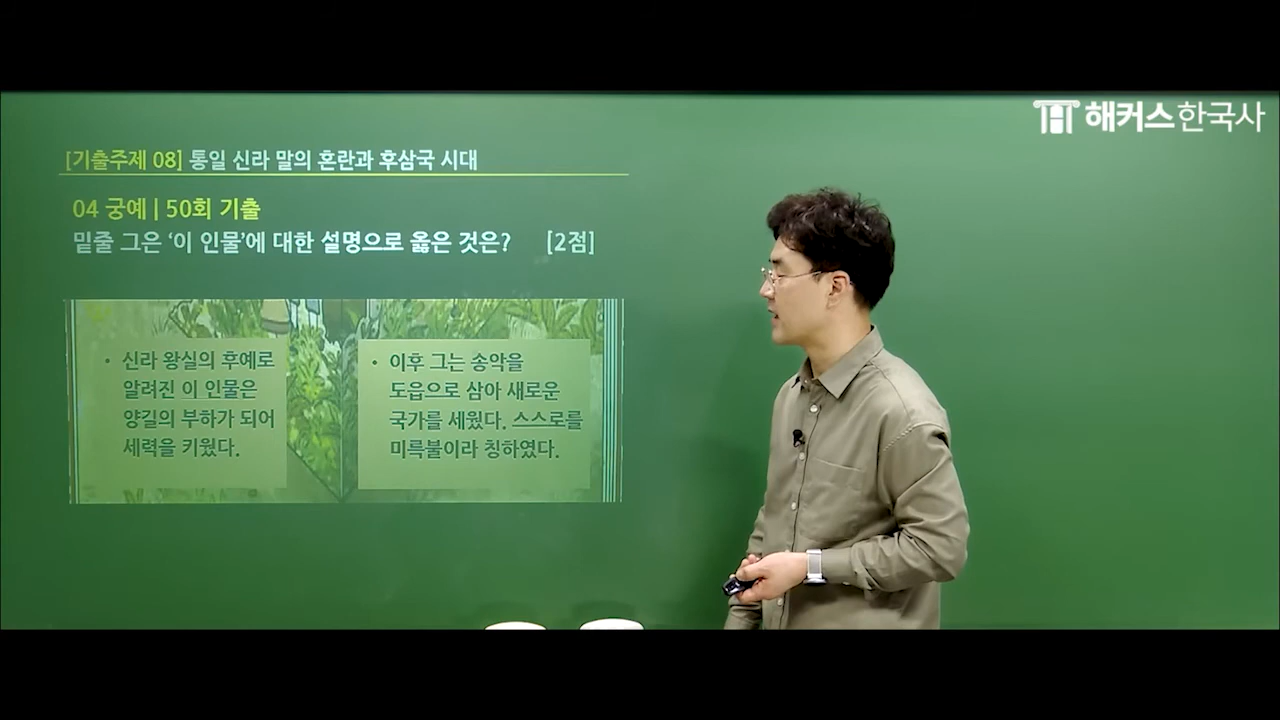 해커스한국사
[기출주제 08] 통일 신라 말의 혼란과 후삼국 시대
04 궁예 | 50회 기출
밑줄 그은 ‘이 인물’에 대한 설명으로 옳은 것은? [2점]
• 신라 왕실의 후예로
알려진 이 인물은
양길의 부하가 되어
세력을 키웠다.
• 이후 그는 송악을
도읍으로 삼아 새로운
국가를 세웠다. 스스로를
미륵불이라 칭하였다.